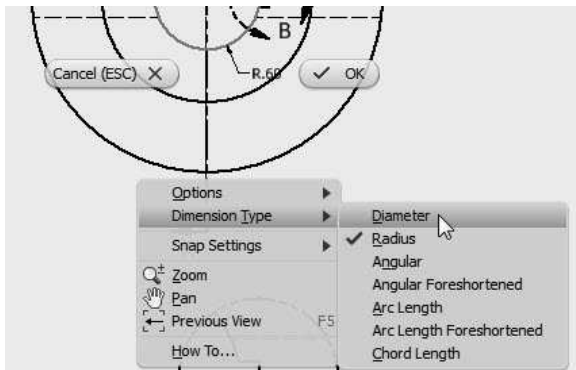 B
Cancel (ESC)
R.60
OK
Options
Dimension Type
Snap Settings
Zoom
Pan
Previous View F5
How To...
Diameter
Radius
Angular
Angular Foreshortened
Arc Length
Arc Length Foreshortened
Chord Length